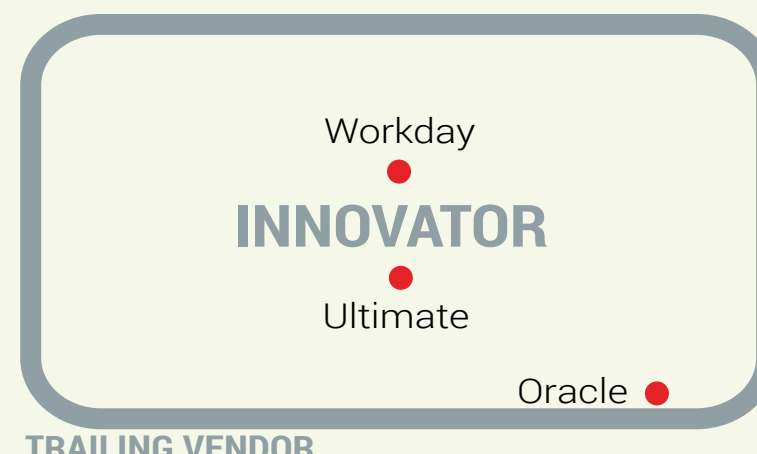 Workday
INNOVATOR
Ultimate
Oracle
TRAILING VENDOR